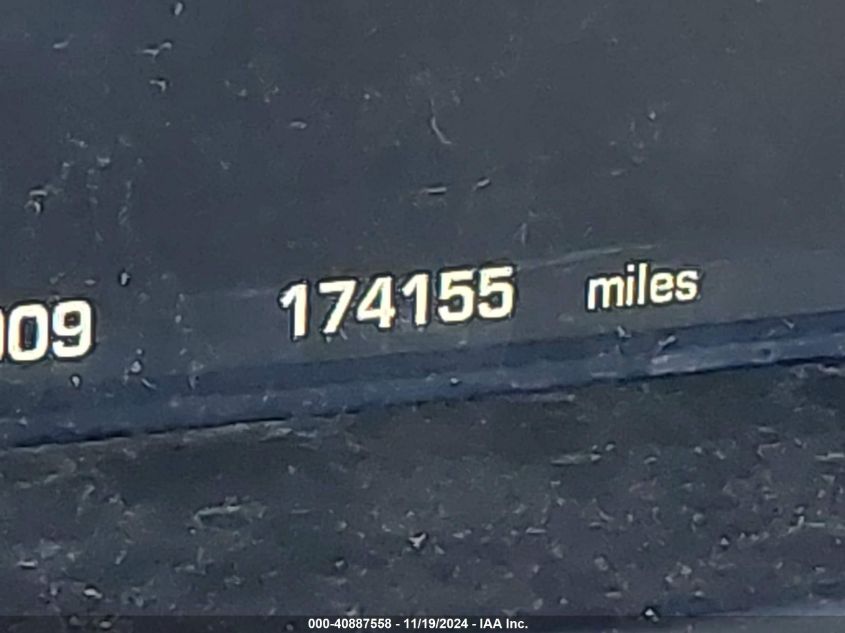 009 174155 miles
000-40887558 - 11/19/2024 - IAA Inc.